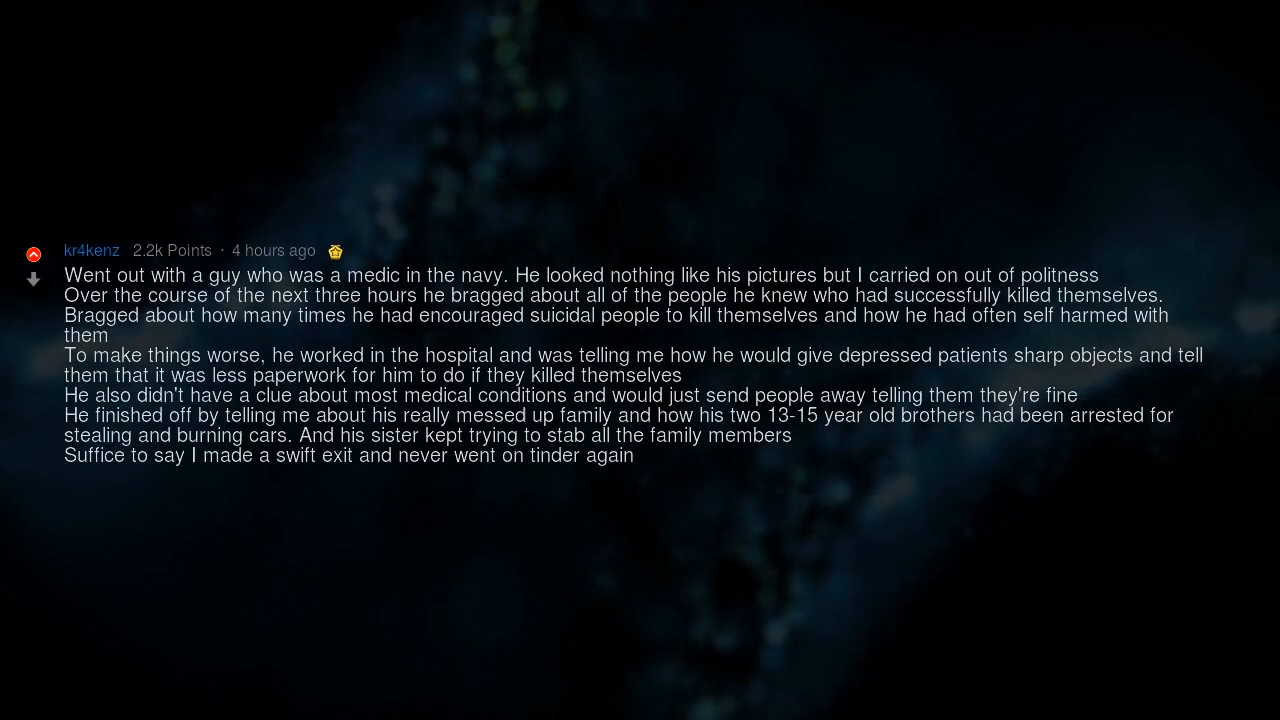 kr4kenz 2.2k Points · 4 hours ago
Went out with a guy who was a medic in the navy. He looked nothing like his pictures but I carried on out of politness
Over the course of the next three hours he bragged about all of the people he knew who had successfully killed themselves.
Bragged about how many times he had encouraged suicidal people to kill themselves and how he had often self harmed with
them
To make things worse, he worked in the hospital and was telling me how he would give depressed patients sharp objects and tell
them that it was less paperwork for him to do if they killed themselves
He also didn't have a clue about most medical conditions and would just send people away telling them they're fine
He finished off by telling me about his really messed up family and how his two 13-15 year old brothers had been arrested for
stealing and burning cars. And his sister kept trying to stab all the family members
Suffice to say I made a swift exit and never went on tinder again